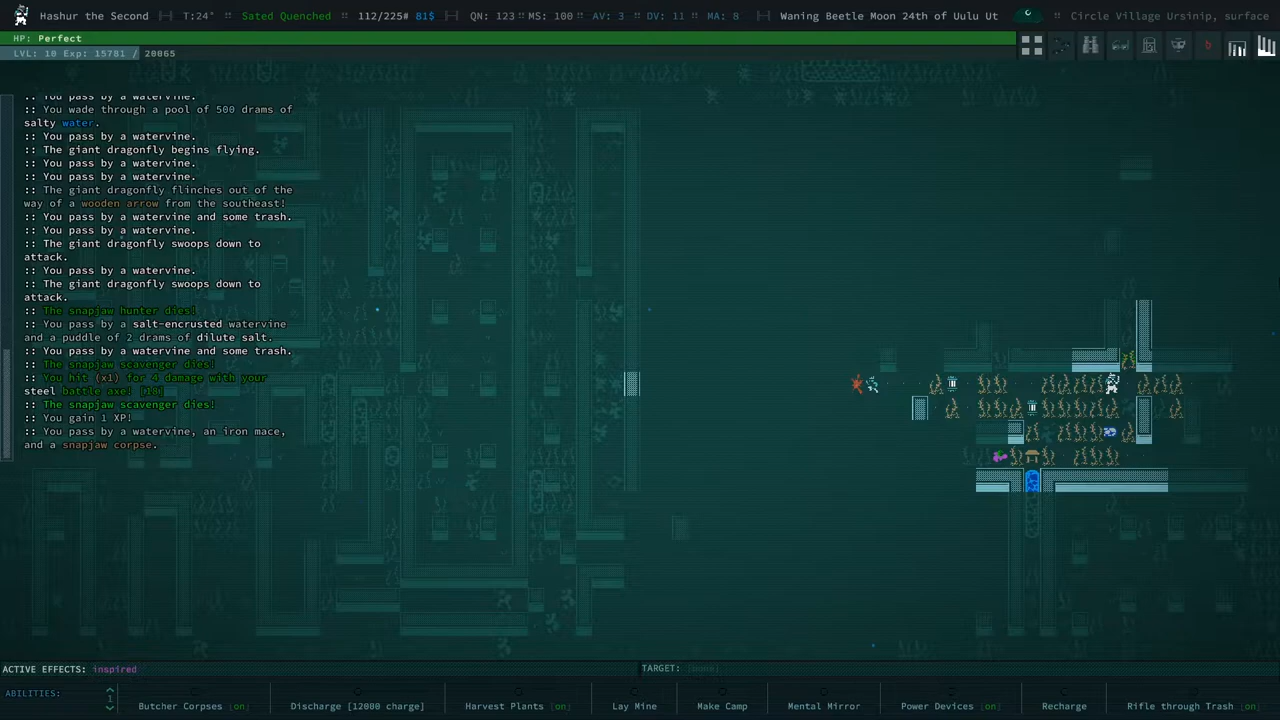 Hashur the Second T:24° :: Sated Quenched :: 112/225# 81$ QN: 123 :: MS: 100 :: AV: 3 :: DV: 11 :: MA: 8 Waning Beetle Moon 24th of Uulu Ut :: Circle Village Ursinip, surface
HP: Perfect
LVL: 10 Exp: 15781 / 20065
:: You pass by a watervine.
:: You wade through a pool of 500 drams of
salty water.
:: You pass by a watervine.
:: The giant dragonfly begins flying.
:: You pass by a watervine.
:: You pass by a watervine.
:: The giant dragonfly flinches out of the
way of a wooden arrow from the southeast!
:: You pass by a watervine and some trash.
:: You pass by a watervine.
:: The giant dragonfly swoops down to
attack.
:: You pass by a watervine.
:: The giant dragonfly swoops down to
attack.
:: The snapjaw hunter dies!
:: You pass by a salt-encrusted watervine
and a puddle of 2 drams of dilute salt.
:: You pass by a watervine and some trash.
:: The snapjaw scavenger dies!
:: You hit (x1) for 4 damage with your
steel battle axe! [18]
:: The snapjaw scavenger dies!
:: You gain 1 XP!
:: You pass by a watervine, an iron mace,
and a snapjaw corpse.
ACTIVE EFFECTS: inspired
TARGET: [none]
ABILITIES:
1
Butcher Corpses [on]
Discharge [12000 charge]
Harvest Plants [on]
Lay Mine
Make Camp
Mental Mirror
Power Devices [on]
Recharge
Rifle through Trash [on]